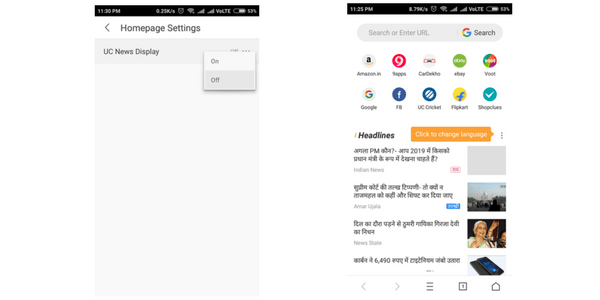 11:30 PM
0.25K/s
VoLTE
53%
Homepage Settings
UC News Display
On
Off
11:25 PM
8.79K/s
VoLTE
53%
Search or Enter URL
Search
Amazon.in
9apps
CarDekho
ebay
Voot
Google
FB
UC Cricket
Flipkart
Shopclues
Headlines
Click to change language
अगला PM कौन?- आप 2019 में किसको
प्रधान मंत्री के रूप में देखना चाहते हैं?
Indian News
सुप्रीम कोर्ट की तल्ख टिप्पणी- तो क्यों न
ताजमहल को कहीं और शिफ्ट कर दिया जाए
Amar Ujala
दिल का दौरा पड़ने से ठुमरी गायिका गिरजा देवी
का निधन
News State
कार्बन ने 6,490 रुपए में टाइटेनियम जंबो उतारा